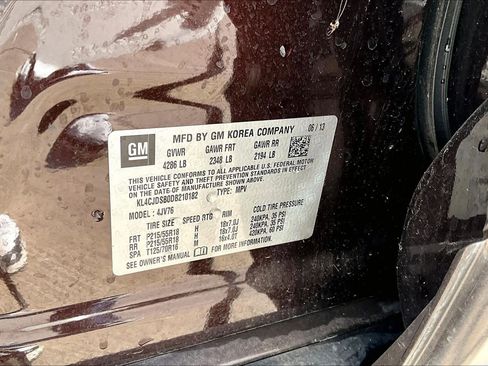 GM
MFD BY GM KOREA COMPANY 06 / 13
GVWR GAWR FRT GAWR RR
4286 LB 2348 LB 2194 LB
THIS VEHICLE CONFORMS TO ALL APPLICABLE U.S. FEDERAL MOTOR
VEHICLE SAFETY AND THEFT PREVENTION STANDARDS IN EFFECT
ON THE DATE OF MANUFACTURE SHOWN ABOVE.
KL4CJDSB0DB210182 TYPE: MPV
MODEL: 4JV76
TIRE SIZE SPEED RTG RIM COLD TIRE PRESSURE
FRT P215/55R18 H 18x7.0J 240KPA, 35 PSI
RR P215/55R18 H 18x7.0J 240KPA, 35 PSI
SPA T125/70R16 M 16x4.0T 420KPA, 60 PSI
SEE OWNER'S MANUAL FOR MORE INFORMATION.